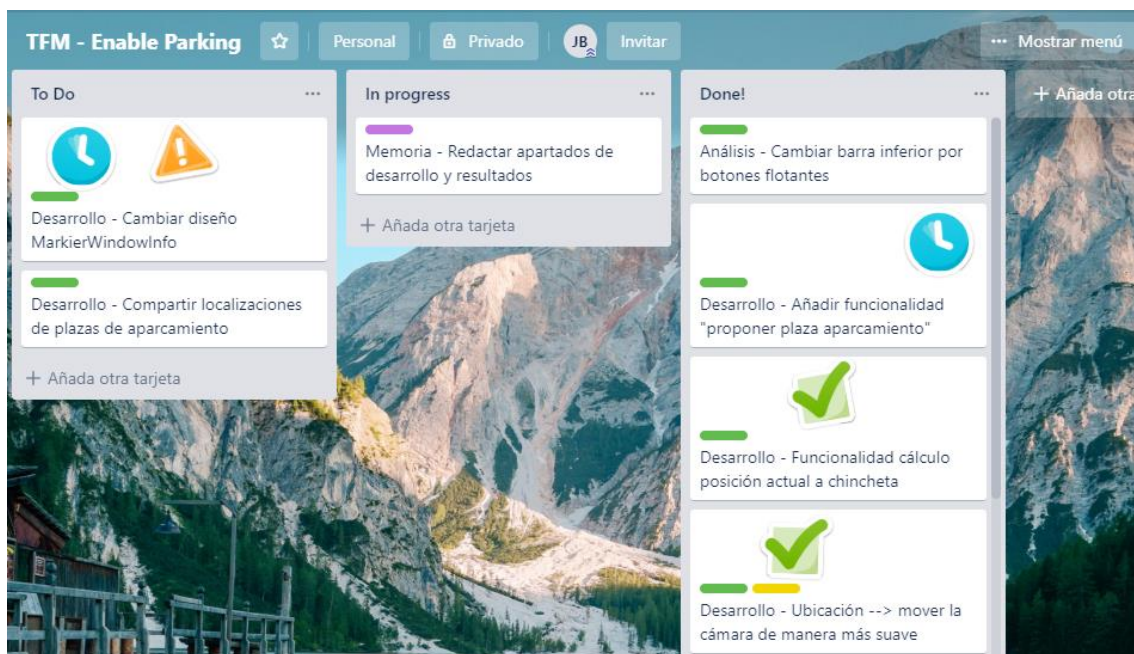 TFM - Enable Parking
Personal
Privado
JB
Invitar
Mostrar menú
To Do
Desarrollo - Cambiar diseño
MarkierWindowInfo
Desarrollo - Compartir localizaciones
de plazas de aparcamiento
+ Añada otra tarjeta
In progress
Memoria - Redactar apartados de
desarrollo y resultados
+ Añada otra tarjeta
Done!
Análisis - Cambiar barra inferior por
botones flotantes
Desarrollo - Añadir funcionalidad
"proponer plaza aparcamiento"
Desarrollo - Funcionalidad cálculo
posición actual a chincheta
Desarrollo - Ubicación --> mover la
cámara de manera más suave
+ Añada otra